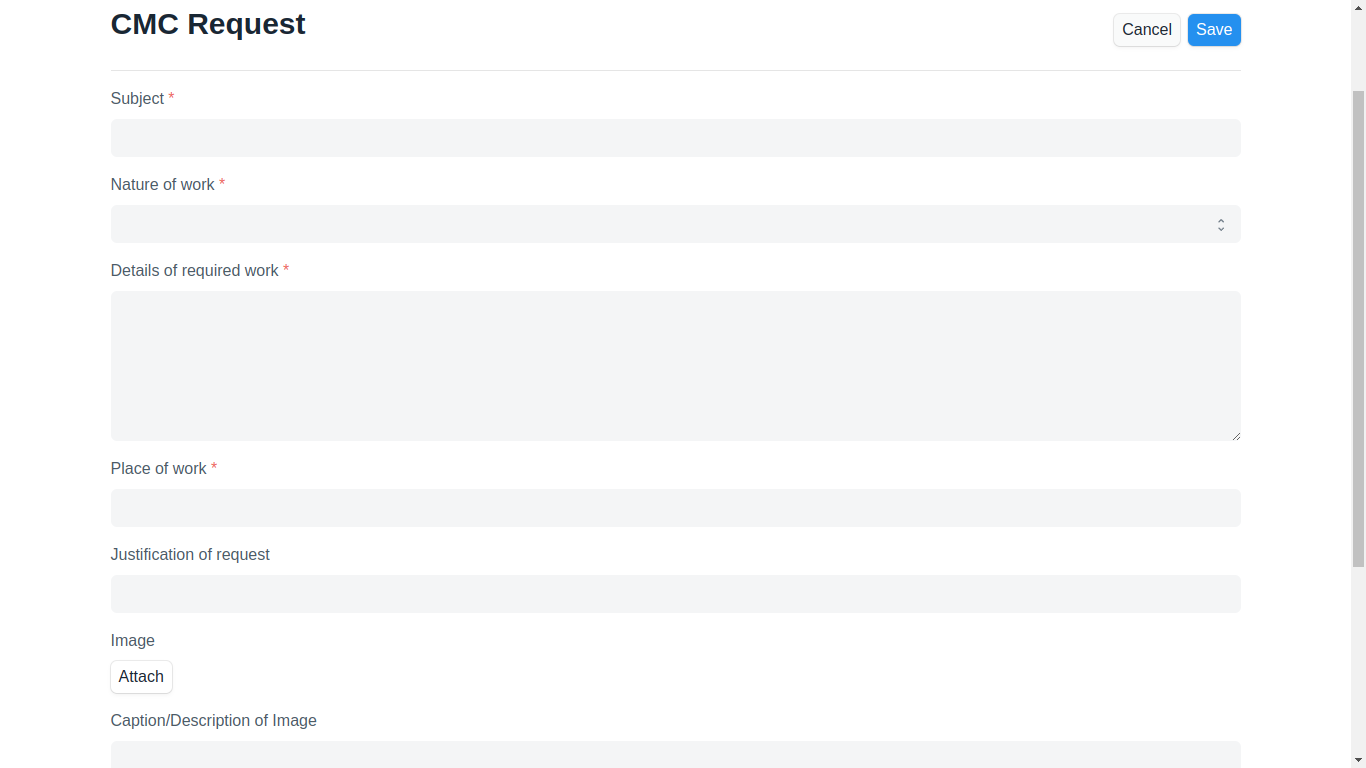 CMC Request
Cancel Save
Subject *
Nature of work *
Details of required work *
Place of work *
Justification of request
Image
Attach
Caption/Description of Image